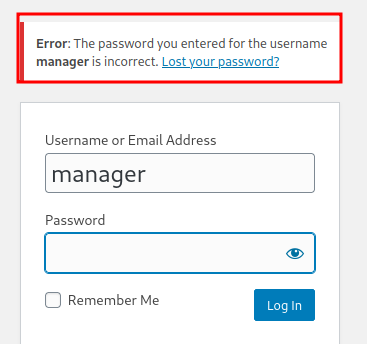 Error: The password you entered for the username
manager is incorrect. Lost your password?
Username or Email Address
manager
Password
Remember Me
Log In